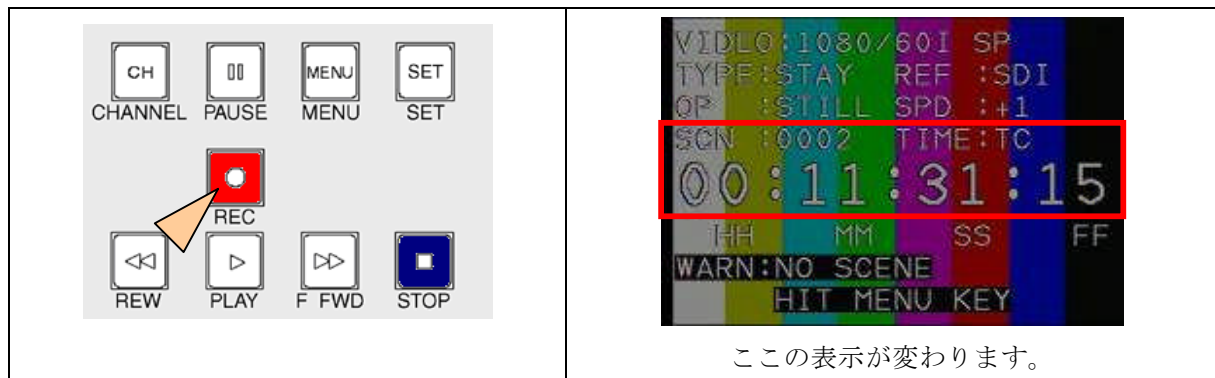 CH MENU SET
CHANNEL PAUSE MENU SET
REC
REW PLAY F FWD STOP
VIDEO:1080/60I SP
TYPE:STAY REF :SDI
OP :STILL SPD :+1
SCN :0002 TIME:TC
00:11:31:15
HH MM SS FF
WARN:NO SCENE
HIT MENU KEY
ここの表示が変わります。